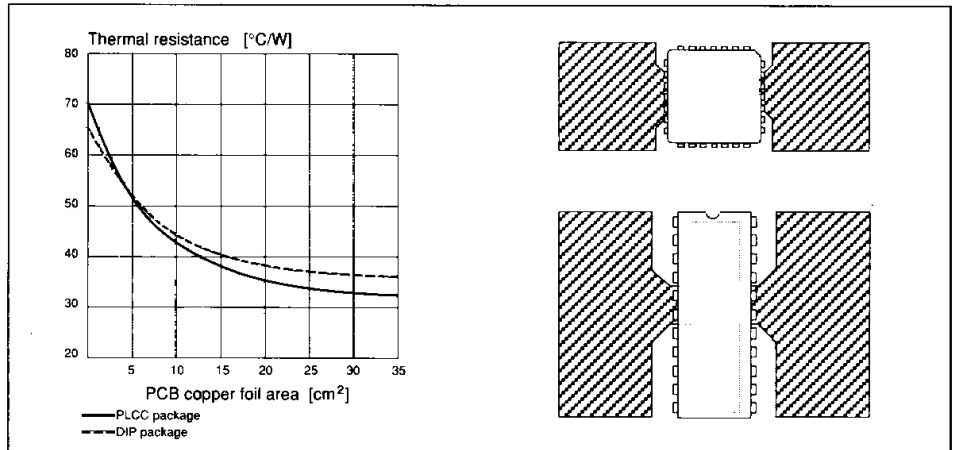 Thermal resistance [°C/W]
80
70
60
50
40
30
20
5 10 15 20 25 30 35
PCB copper foil area [cm²]
PLCC package
DIP package